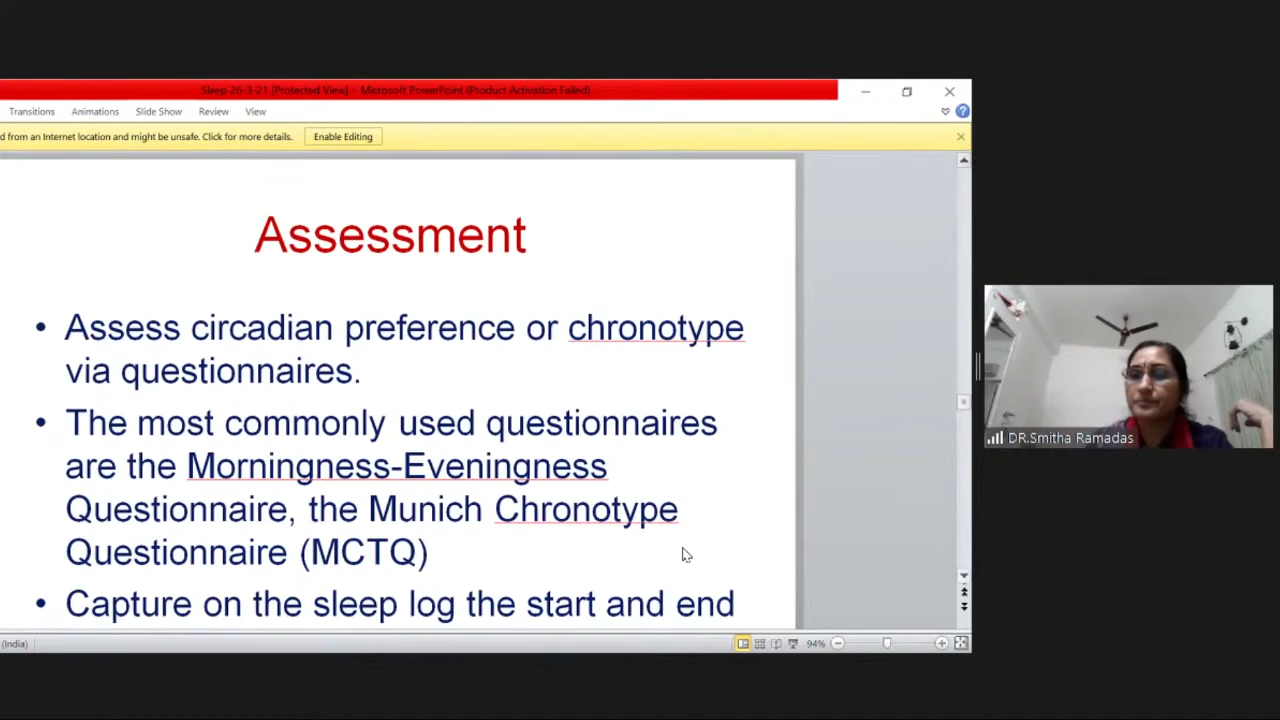 Sleep 26-3-21 [Protected View] - Microsoft PowerPoint (Product Activation Failed)
Transitions Animations Slide Show Review View
d from an Internet location and might be unsafe. Click for more details. Enable Editing
Assessment
• Assess circadian preference or chronotype
via questionnaires.
• The most commonly used questionnaires
are the Morningness-Eveningness
Questionnaire, the Munich Chronotype
Questionnaire (MCTQ)
• Capture on the sleep log the start and end
DR.Smitha Ramadas
(India)
94%